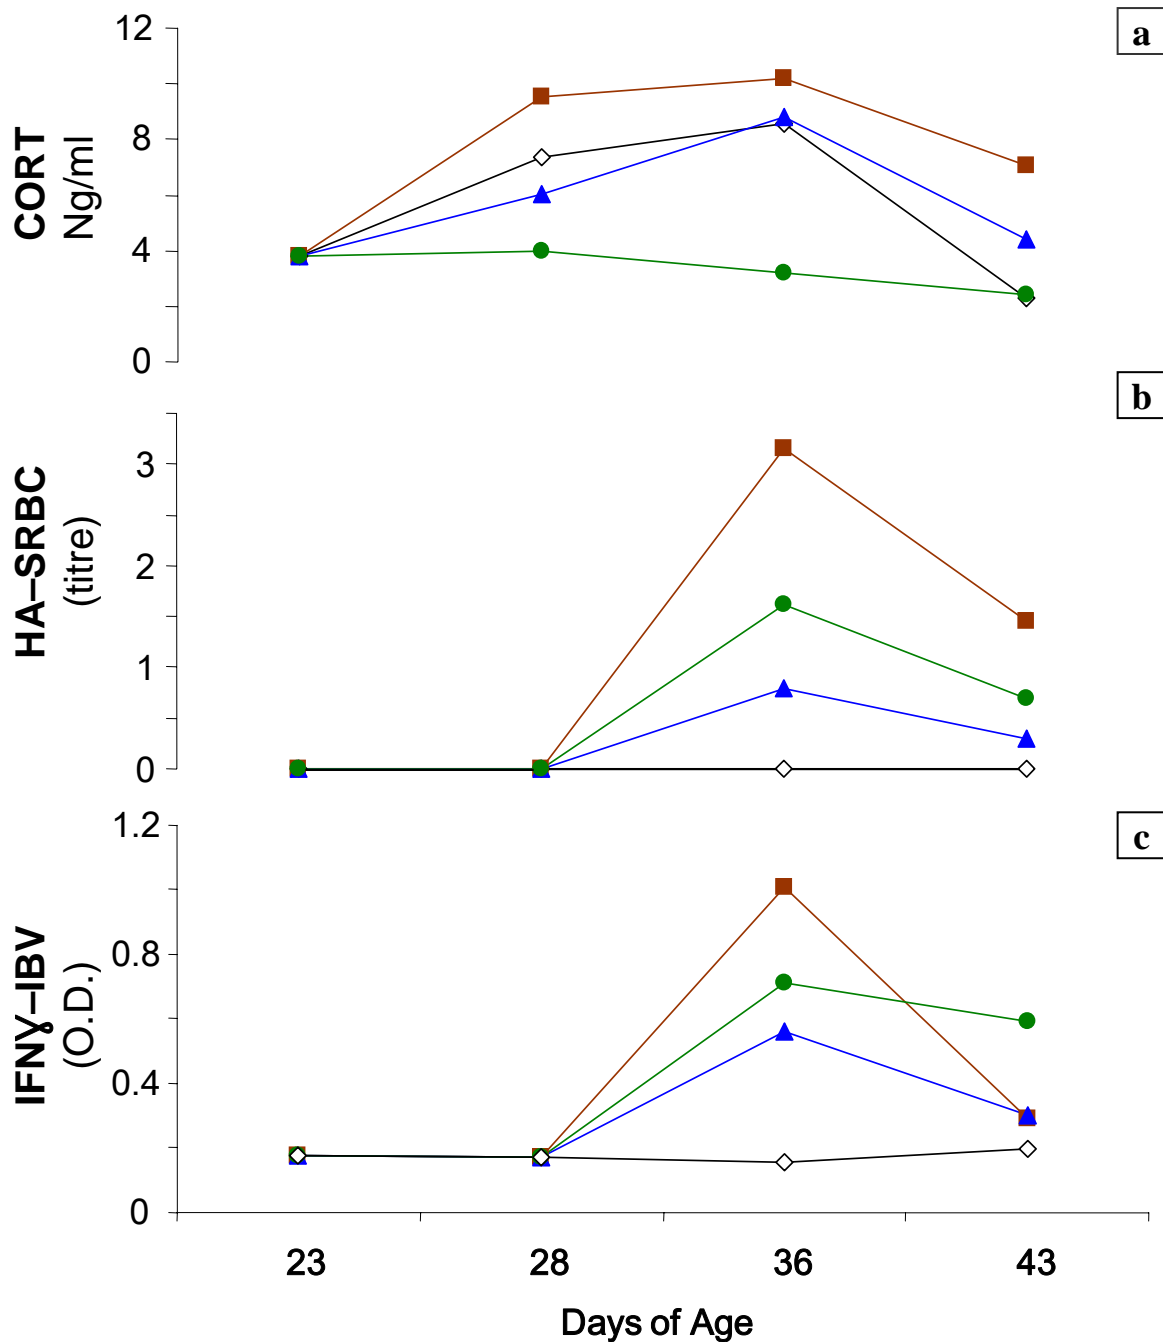 a
12
8
4
0
CORT
Ng/ml
b
3
2
1
0
HA–SRBC
(titre)
c
1.2
0.8
0.4
0
IFNɣ–IBV
(O.D.)
23 28 36 43
Days of Age